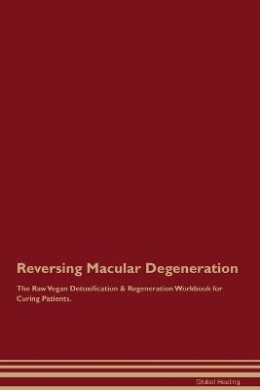 Reversing Macular Degeneration
The Raw Vegan Detoxification & Regeneration Workbook for
Curing Patients.
Global Healing